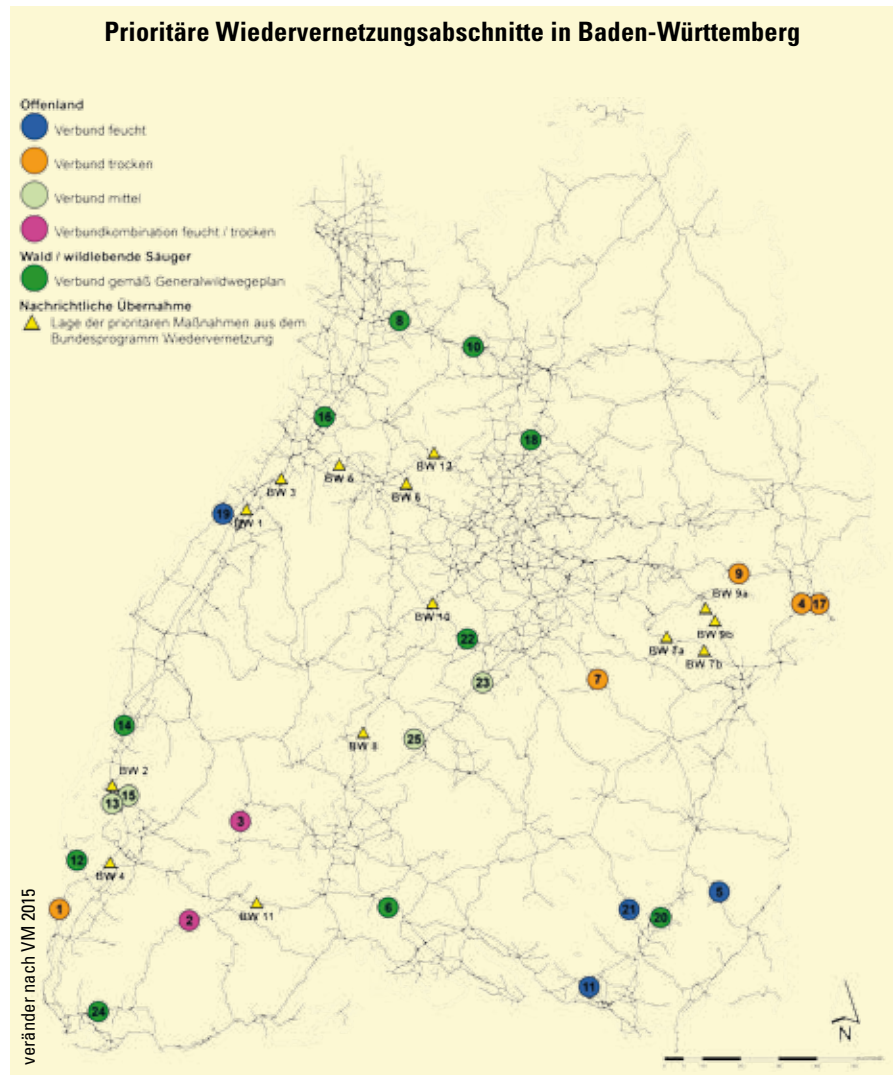 Prioritäre Wiedervernetzungsabschnitte in Baden-Württemberg
Offenland
Verbund feucht
Verbund trocken
Verbund mittel
Verbundkombination feucht / trocken
Wald / wildlebende Säuger
Verbund gemäß Generalwildwegeplan
Nachrichtliche Übernahme
Lage der prioritären Maßnahmen aus dem
Bundesprogramm Wiedervernetzung
8
10
16
18
BW 12
BW 6
BW 3
BW 6
19
BW 1
9
BW 9a
4
17
BW 10
BW 9b
22
BW 7a
BW 7b
23
7
14
BW 8
25
BW 2
15
13
3
12
BW 4
5
1
2
BW 11
6
21
20
11
24
N
veränder nach VM 2015